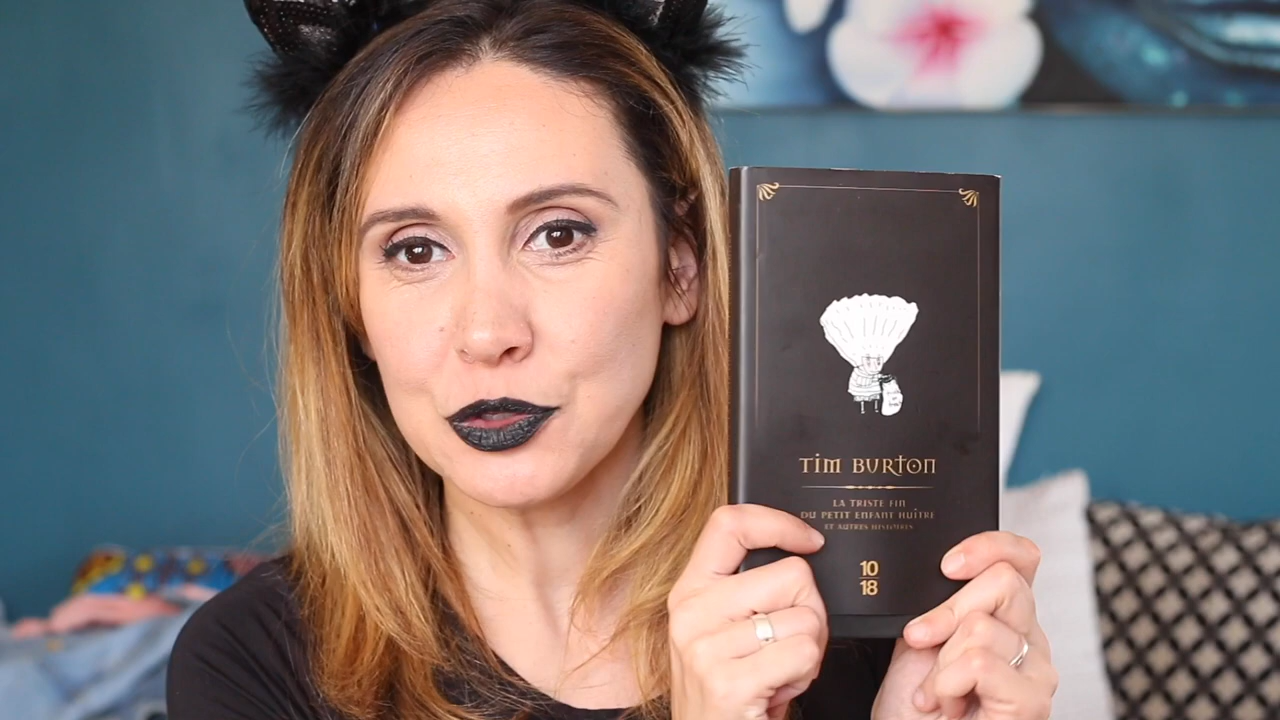 TIM BURTON
LA TRISTE FIN
DU PETIT ENFANT HUÎTRE
ET AUTRES HISTOIRES
10
18